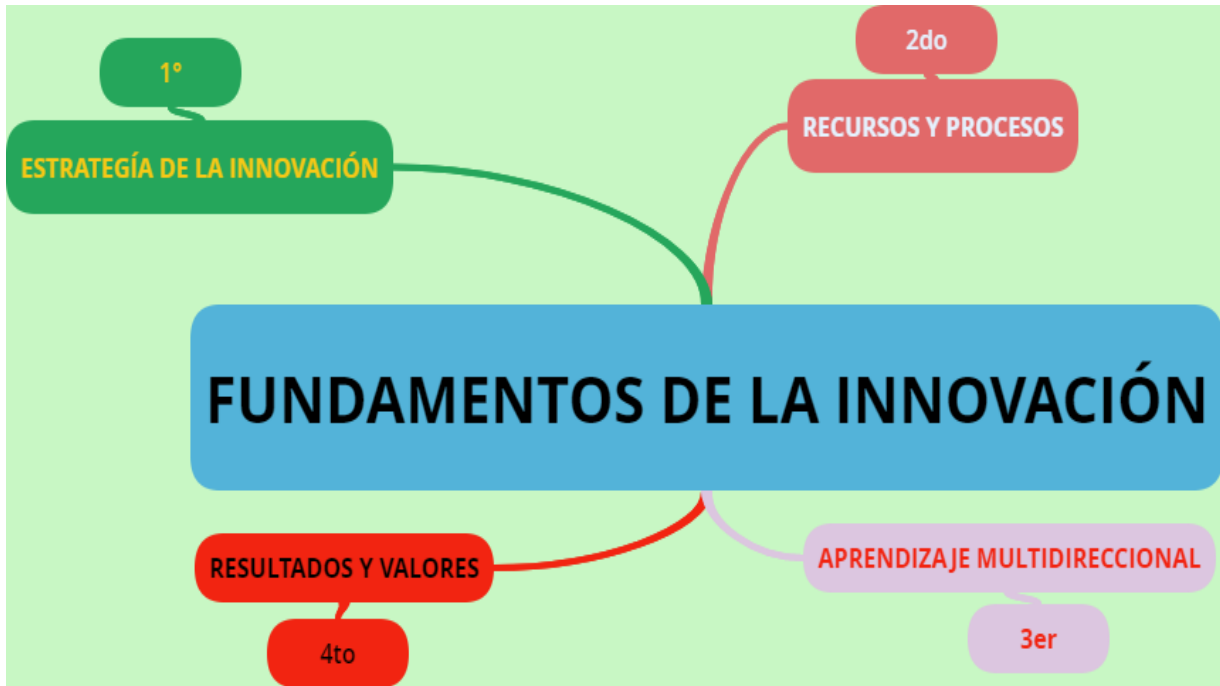 1°
ESTRATEGÍA DE LA INNOVACIÓN
2do
RECURSOS Y PROCESOS
FUNDAMENTOS DE LA INNOVACIÓN
RESULTADOS Y VALORES
4to
APRENDIZAJE MULTIDIRECCIONAL
3er